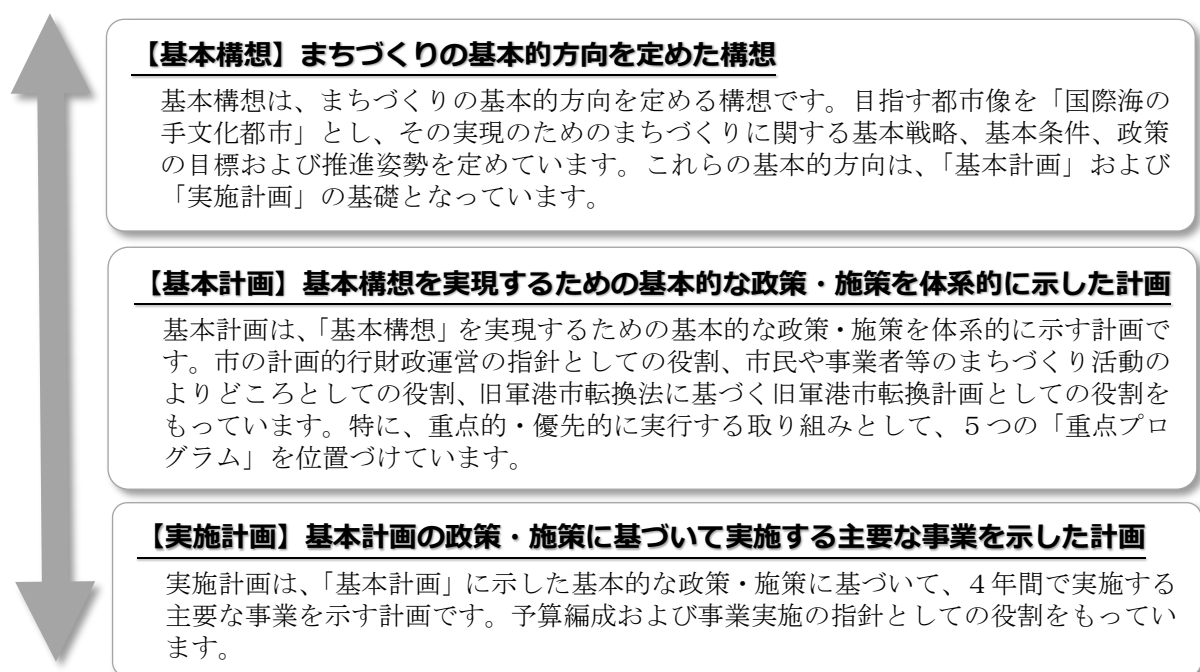 【基本構想】まちづくりの基本的方向を定めた構想
基本構想は、まちづくりの基本的方向を定める構想です。目指す都市像を「国際海の
手文化都市」とし、その実現のためのまちづくりに関する基本戦略、基本条件、政策
の目標および推進姿勢を定めています。これらの基本的方向は、「基本計画」および
「実施計画」の基礎となっています。
【基本計画】基本構想を実現するための基本的な政策・施策を体系的に示した計画
基本計画は、「基本構想」を実現するための基本的な政策・施策を体系的に示す計画で
す。市の計画的行財政運営の指針としての役割、市民や事業者等のまちづくり活動の
よりどころとしての役割、旧軍港市転換法に基づく旧軍港市転換計画としての役割を
もっています。特に、重点的・優先的に実行する取り組みとして、５つの「重点プロ
グラム」を位置づけています。
【実施計画】基本計画の政策・施策に基づいて実施する主要な事業を示した計画
実施計画は、「基本計画」に示した基本的な政策・施策に基づいて、４年間で実施する
主要な事業を示す計画です。予算編成および事業実施の指針としての役割をもってい
ます。